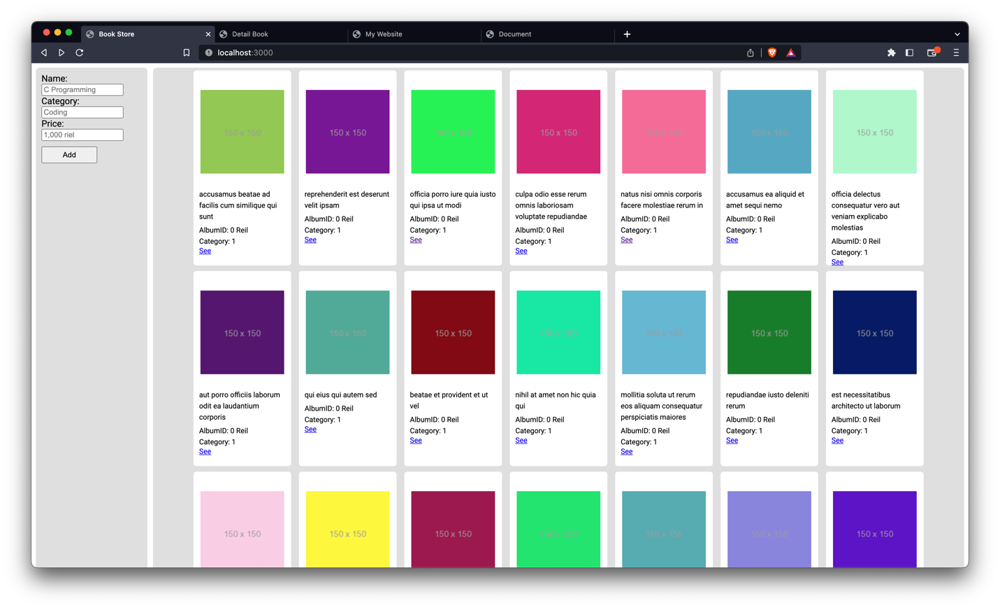 Book Store
Detail Book
My Website
Document
localhost:3000
Name:
C Programming
Category:
Coding
Price:
1,000 riel
Add
150 x 150
150 x 150
150 x 150
150 x 150
150 x 150
150 x 150
150 x 150
accusamus beatae ad
facilis cum similique qui
sunt
AlbumID: 0 Reil
Category: 1
See
reprehenderit est deserunt
velit ipsam
AlbumID: 0 Reil
Category: 1
See
officia porro iure quia iusto
qui ipsa ut modi
AlbumID: 0 Reil
Category: 1
See
culpa odio esse rerum
omnis laboriosam
voluptate repudiandae
AlbumID: 0 Reil
Category: 1
See
natus nisi omnis corporis
facere molestiae rerum in
AlbumID: 0 Reil
Category: 1
See
accusamus ea aliquid et
amet sequi nemo
AlbumID: 0 Reil
Category: 1
See
officia delectus
consequatur vero aut
veniam explicabo
molestias
AlbumID: 0 Reil
Category: 1
See
150 x 150
150 x 150
150 x 150
150 x 150
150 x 150
150 x 150
150 x 150
aut porro officiis laborum
odit ea laudantium
corporis
AlbumID: 0 Reil
Category: 1
See
qui eius qui autem sed
AlbumID: 0 Reil
Category: 1
See
beatae et provident et ut
vel
AlbumID: 0 Reil
Category: 1
See
nihil at amet non hic quia
qui
AlbumID: 0 Reil
Category: 1
See
mollitia soluta ut rerum
eos aliquam consequatur
perspiciatis maiores
AlbumID: 0 Reil
Category: 1
See
repudiandae iusto deleniti
rerum
AlbumID: 0 Reil
Category: 1
See
est necessitatibus
architecto ut laborum
AlbumID: 0 Reil
Category: 1
See
150 x 150
150 x 150
150 x 150
150 x 150
150 x 150
150 x 150
150 x 150